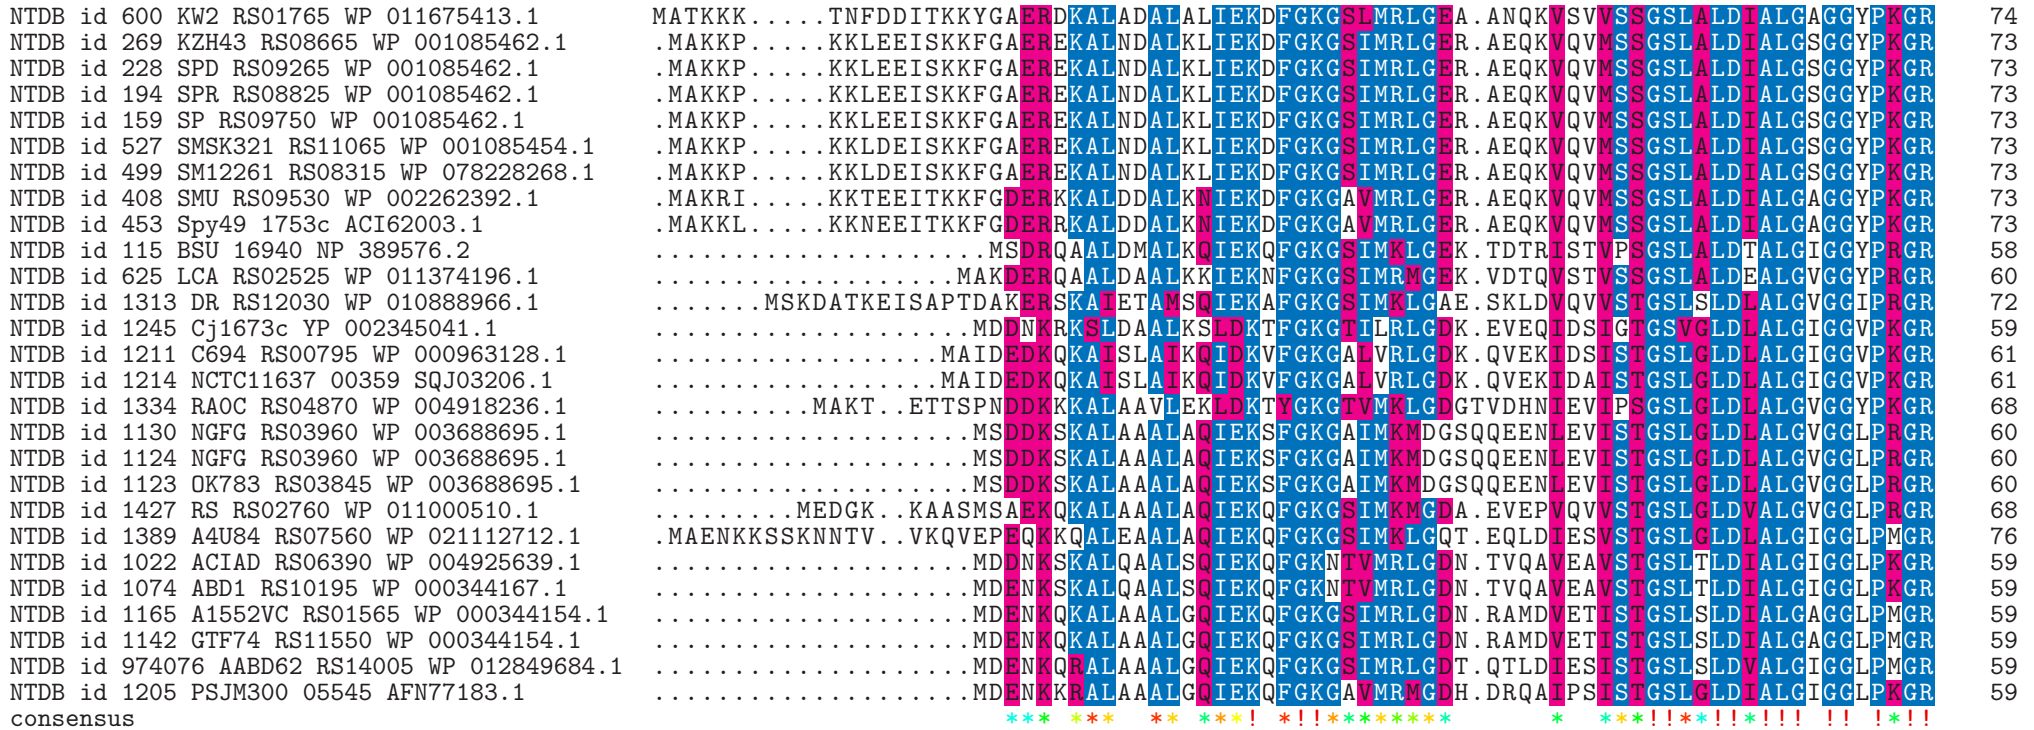 NTDB id 600 KW2 RS01765 WP 011675413.1 MATKKK.....TNFDDITKKYGAERDKALADALALIEKDFGKGSLMRLGEA.ANQKVSVVSSGSLALDIALGAGGYPKGR 74
NTDB id 269 KZH43 RS08665 WP 001085462.1 .MAKKP.....KKLEEISKKFGAEREKALNDALKLIEKDFGKGSIMRLGER.AEQKVQVMSSGSLALDIALGSGGYPKGR 73
NTDB id 228 SPD RS09265 WP 001085462.1 .MAKKP.....KKLEEISKKFGAEREKALNDALKLIEKDFGKGSIMRLGER.AEQKVQVMSSGSLALDIALGSGGYPKGR 73
NTDB id 194 SPR RS08825 WP 001085462.1 .MAKKP.....KKLEEISKKFGAEREKALNDALKLIEKDFGKGSIMRLGER.AEQKVQVMSSGSLALDIALGSGGYPKGR 73
NTDB id 159 SP RS09750 WP 001085462.1 .MAKKP.....KKLEEISKKFGAEREKALNDALKLIEKDFGKGSIMRLGER.AEQKVQVMSSGSLALDIALGSGGYPKGR 73
NTDB id 527 SMSK321 RS11065 WP 001085454.1 .MAKKP.....KKLDEISKKFGAEREKALNDALKLIEKDFGKGSIMRLGER.AEQKVQVMSSGSLALDIALGSGGYPKGR 73
NTDB id 499 SM12261 RS08315 WP 078228268.1 .MAKKP.....KKLDEISKKFGAEREKALNDALKLIEKDFGKGSIMRLGER.AEQKVQVMSSGSLALDIALGSGGYPKGR 73
NTDB id 408 SMU RS09530 WP 002262392.1 .MAKRI.....KKTEEITKKFGDERKKALDDALKNIEKDFGKGAVMRLGER.AEQKVQVMSSGSLALDIALGAGGYPKGR 73
NTDB id 453 Spy49 1753c ACI62003.1 .MAKKL.....KKNEEITKKFGDERRKALDDALKNIEKDFGKGAVMRLGER.AEQKVQVMSSGSLALDIALGAGGYPKGR 73
NTDB id 115 BSU 16940 NP 389576.2 .....................MSDRQAALDMALKQIEKQFGKGSIMKLGEK.TDTRISTVPSGSLALDTALGIGGYPRGR 58
NTDB id 625 LCA RS02525 WP 011374196.1 ...................MAKDERQAALDAALKKIEKNFGKGSIMRMGEK.VDTQVSTVSSGSLALDEALGVGGYPRGR 60
NTDB id 1313 DR RS12030 WP 010888966.1 .......MSKDATKEISAPTDAKERSKAIETAMSQIEKAFGKGSIMKLGAE.SKLDVQVVSTGSLSLDLALGVGGIPRGR 72
NTDB id 1245 Cj1673c YP 002345041.1 ....................MDDNKRKSLDAALKSLDKTFGKGTILRLGDK.EVEQIDSIGTGSVGLDLALGIGGVPKGR 59
NTDB id 1211 C694 RS00795 WP 000963128.1 ..................MAIDEDKQKAISLAIKQIDKVFGKGALVRLGDK.QVEKIDSISTGSLGLDLALGIGGVPKGR 61
NTDB id 1214 NCTC11637 00359 SQJ03206.1 ..................MAIDEDKQKAISLAIKQIDKVFGKGALVRLGDK.QVEKIDAISTGSLGLDLALGIGGVPKGR 61
NTDB id 1334 RA0C RS04870 WP 004918236.1 ..........MAKT..ETTSPNDDKKKALAAVLEKLDKTYGKGTVMKLGDGTVDHNIEVIPSGSLGLDLALGVGGYPKGR 68
NTDB id 1130 NGFG RS03960 WP 003688695.1 ....................MSDDKSKALAAALAQIEKSFGKGAIMKMDGSQQEENLEVISTGSLGLDLALGVGGLPRGR 60
NTDB id 1124 NGFG RS03960 WP 003688695.1 ....................MSDDKSKALAAALAQIEKSFGKGAIMKMDGSQQEENLEVISTGSLGLDLALGVGGLPRGR 60
NTDB id 1123 OK783 RS03845 WP 003688695.1 ....................MSDDKSKALAAALAQIEKSFGKGAIMKMDGSQQEENLEVISTGSLGLDLALGVGGLPRGR 60
NTDB id 1427 RS RS02760 WP 011000510.1 .........MEDGK..KAASMSAEKQKALAAALAQIEKQFGKGSIMKMGDA.EVEPVQVVSTGSLGLDVALGVGGLPRGR 68
NTDB id 1389 A4U84 RS07560 WP 021112712.1 .MAENKKSSKNNTV..VKQVEPEQKKQALEAALAQIEKQFGKGSIMKLGQT.EQLDIESVSTGSLGLDLALGIGGLPMGR 76
NTDB id 1022 ACIAD RS06390 WP 004925639.1 ....................MDDNKSKALQAALSQIEKQFGKNTVMRLGDN.TVQAVEAVSTGSLTLDIALGIGGLPKGR 59
NTDB id 1074 ABD1 RS10195 WP 000344167.1 ....................MDENKSKALQAALSQIEKQFGKNTVMRLGDN.TVQAVEAVSTGSLTLDIALGIGGLPKGR 59
NTDB id 1165 A1552VC RS01565 WP 000344154.1 ....................MDENKQKALAAALGQIEKQFGKGSIMRLGDN.RAMDVETISTGSLSLDIALGAGGLPMGR 59
NTDB id 1142 GTF74 RS11550 WP 000344154.1 ....................MDENKQKALAAALGQIEKQFGKGSIMRLGDN.RAMDVETISTGSLSLDIALGAGGLPMGR 59
NTDB id 974076 AABD62 RS14005 WP 012849684.1 ....................MDENKQRALAAALGQIEKQFGKGSIMRLGDT.QTLDIESISTGSLSLDVALGIGGLPMGR 59
NTDB id 1205 PSJM300 05545 AFN77183.1 ....................MDENKKRALAAALGQIEKQFGKGAVMRMGDH.DRQAIPSISTGSLGLDIALGIGGLPKGR 59
consensus *** *** ** ***! *!!******** * ***!!**!!*!!! !! !*!!